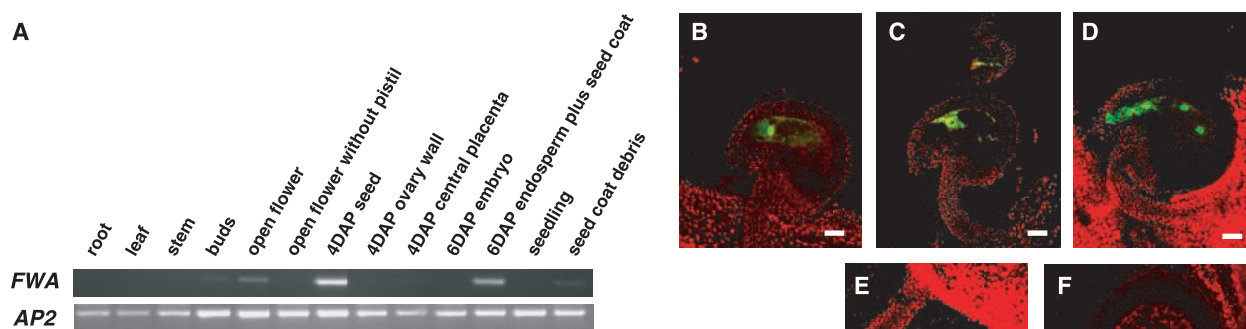 A
root
leaf
stem
buds
open flower
open flower without pistil
4DAP seed
4DAP ovary wall
4DAP central placenta
6DAP embryo
6DAP endosperm plus seed coat
seedling
seed coat debris
FWA
AP2
B
C
D
E
F